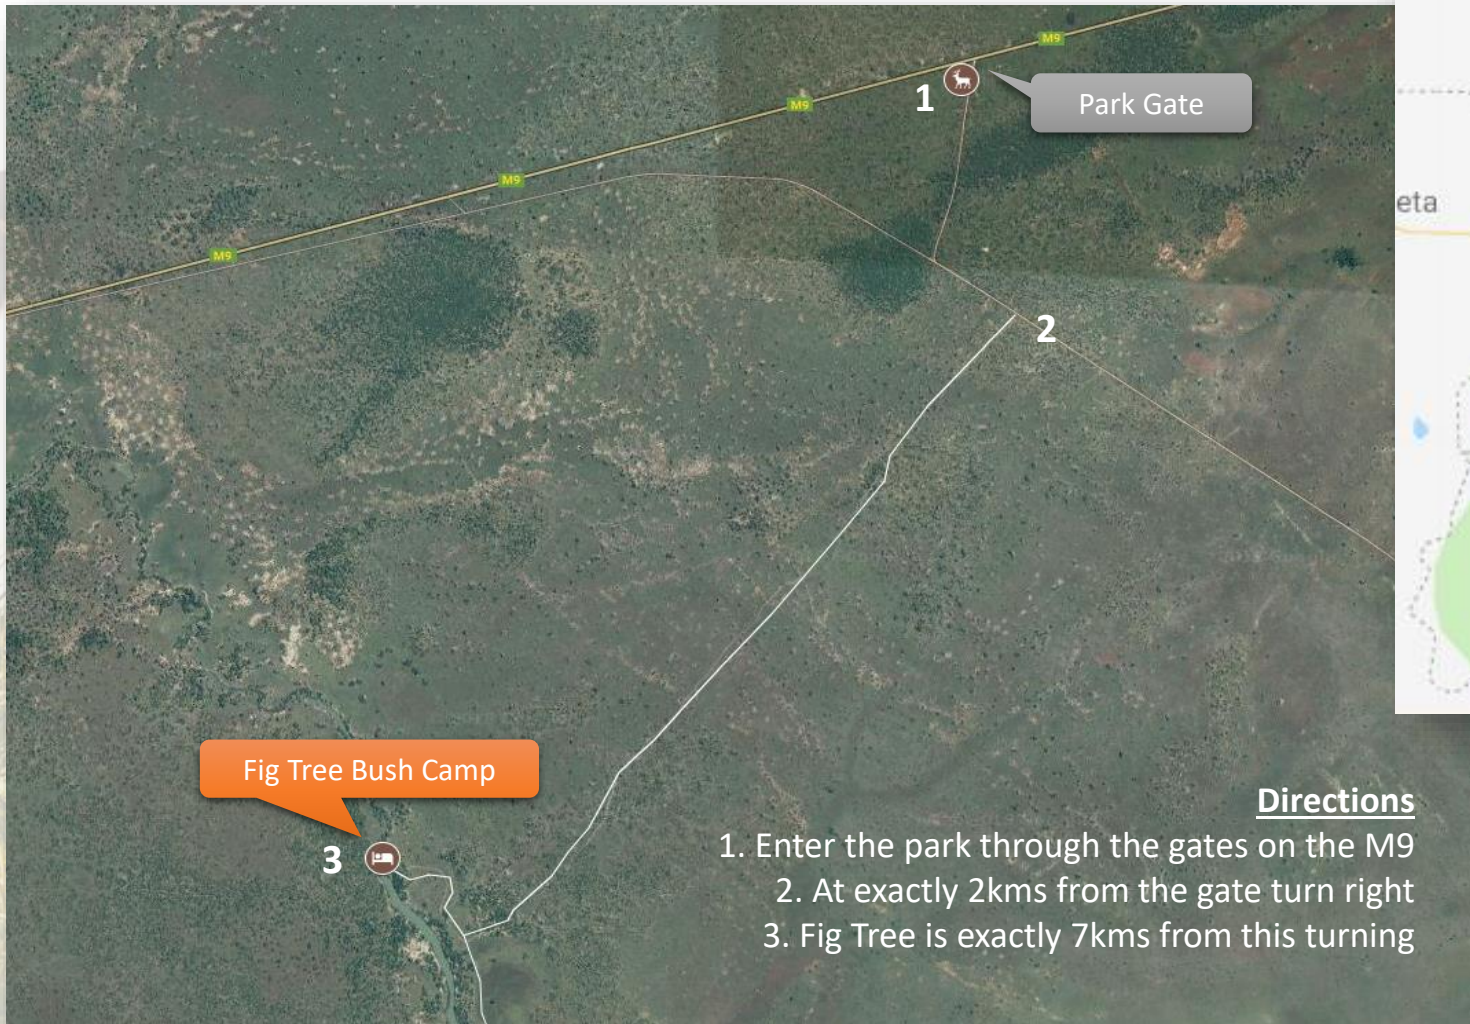 M9
1
Park Gate
M9
M9
eta
M9
2
Fig Tree Bush Camp
3
Directions
1. Enter the park through the gates on the M9
2. At exactly 2kms from the gate turn right
3. Fig Tree is exactly 7kms from this turning